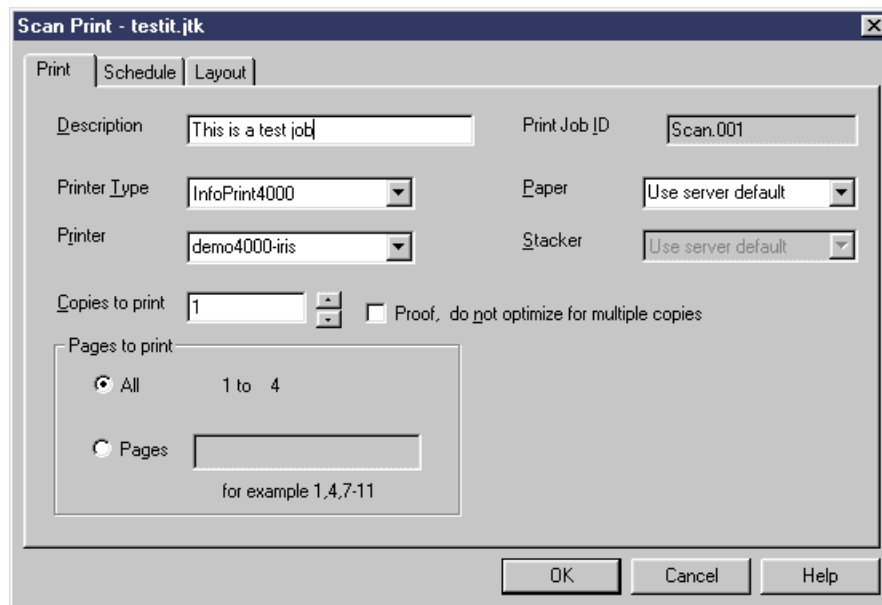 Scan Print - testit.jtk
Print Schedule Layout
Description This is a test job Print Job ID Scan.001
Printer Type InfoPrint4000 Paper Use server default
Printer demo4000-iris Stacker Use server default
Copies to print 1 Proof, do not optimize for multiple copies
Pages to print
All 1 to 4
Pages
for example 1,4,7-11
OK Cancel Help